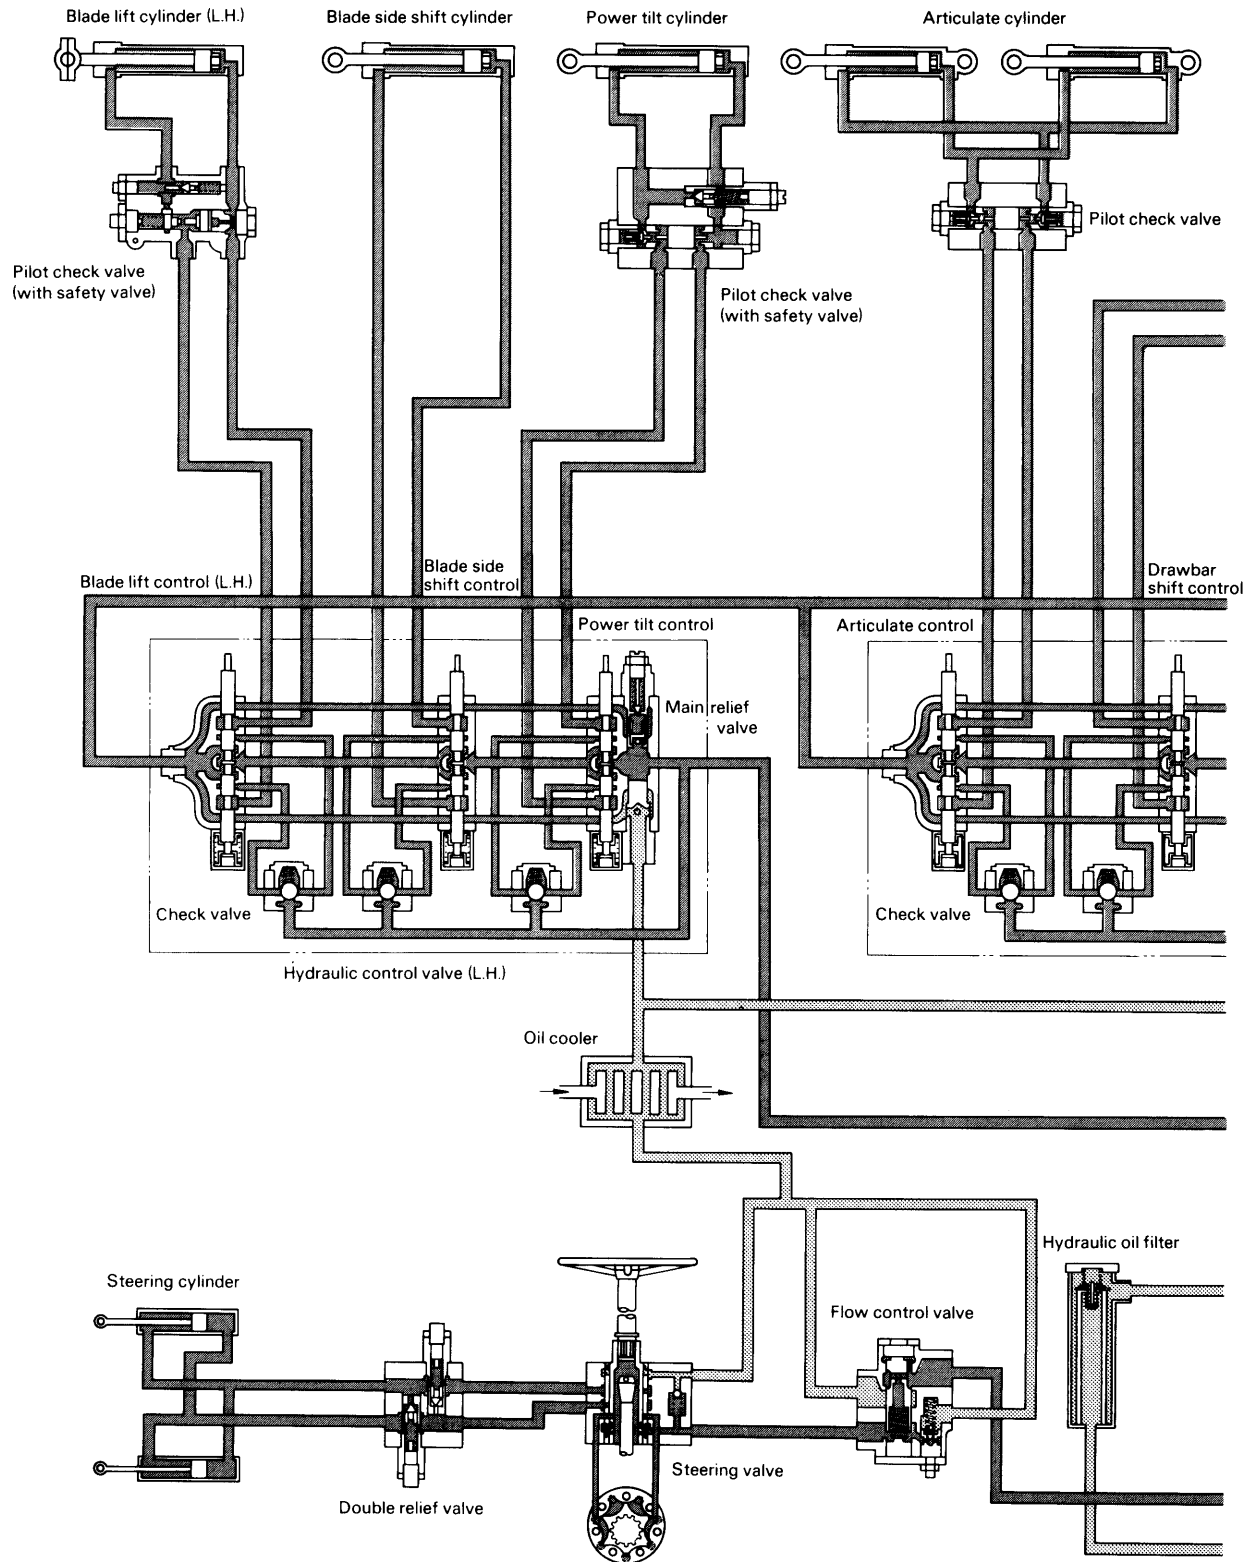 Blade lift cylinder (L.H.)
Blade side shift cylinder
Power tilt cylinder
Articulate cylinder
Pilot check valve
Pilot check valve
(with safety valve)
Pilot check valve
(with safety valve)
Blade lift control (L.H.)
Blade side
shift control
Drawbar
shift control
Power tilt control
Articulate control
Main relief
valve
Check valve
Check valve
Hydraulic control valve (L.H.)
Oil cooler
Hydraulic oil filter
Steering cylinder
Flow control valve
Steering valve
Double relief valve